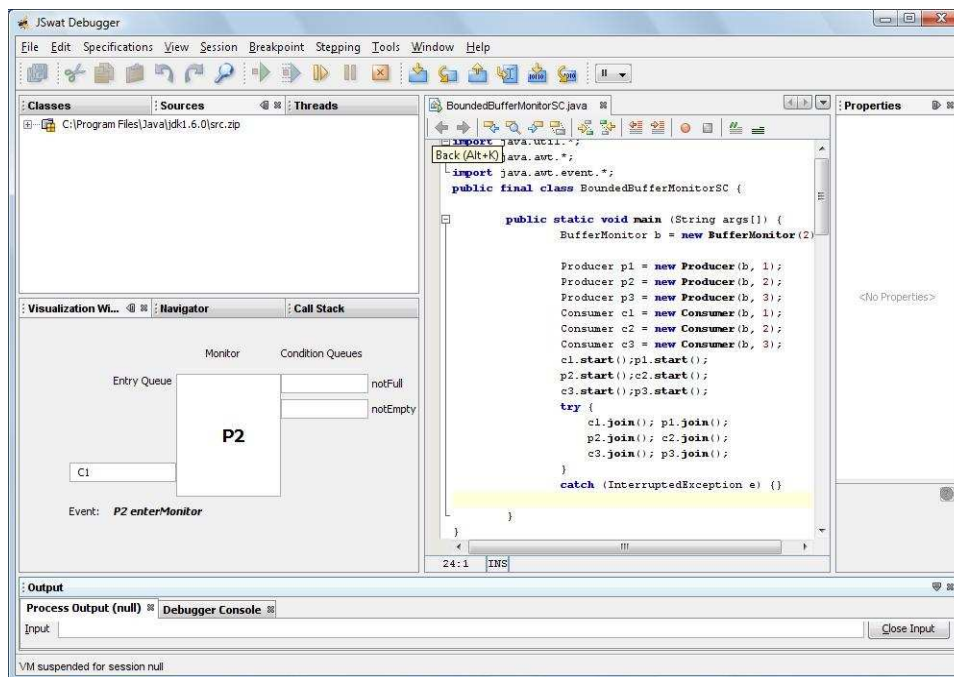 JSwat Debugger
File Edit Specifications View Session Breakpoint Stepping Tools Window Help
Classes Sources Threads
C:\Program Files\Java\jdk1.6.0\src.zip
Visualization Wi... Navigator Call Stack
Monitor Condition Queues
Entry Queue notFull
notEmpty
P2
C1
Event: P2 enterMonitor
BoundedBufferMonitorSC.java
import java.util.*;
Back (Alt+K) java.awt.*;
import java.awt.event.*;
public final class BoundedBufferMonitorSC {
public static void main (String args[]) {
BufferMonitor b = new BufferMonitor(2)
Producer p1 = new Producer(b, 1);
Producer p2 = new Producer(b, 2);
Producer p3 = new Producer(b, 3);
Consumer c1 = new Consumer(b, 1);
Consumer c2 = new Consumer(b, 2);
Consumer c3 = new Consumer(b, 3);
c1.start();p1.start();
p2.start();c2.start();
c3.start();p3.start();
try {
c1.join(); p1.join();
p2.join(); c2.join();
c3.join(); p3.join();
}
catch (InterruptedException e) {}
}
}
24:1 INS
Properties
<No Properties>
Output
Process Output (null) Debugger Console
Input Close Input
VM suspended for session null